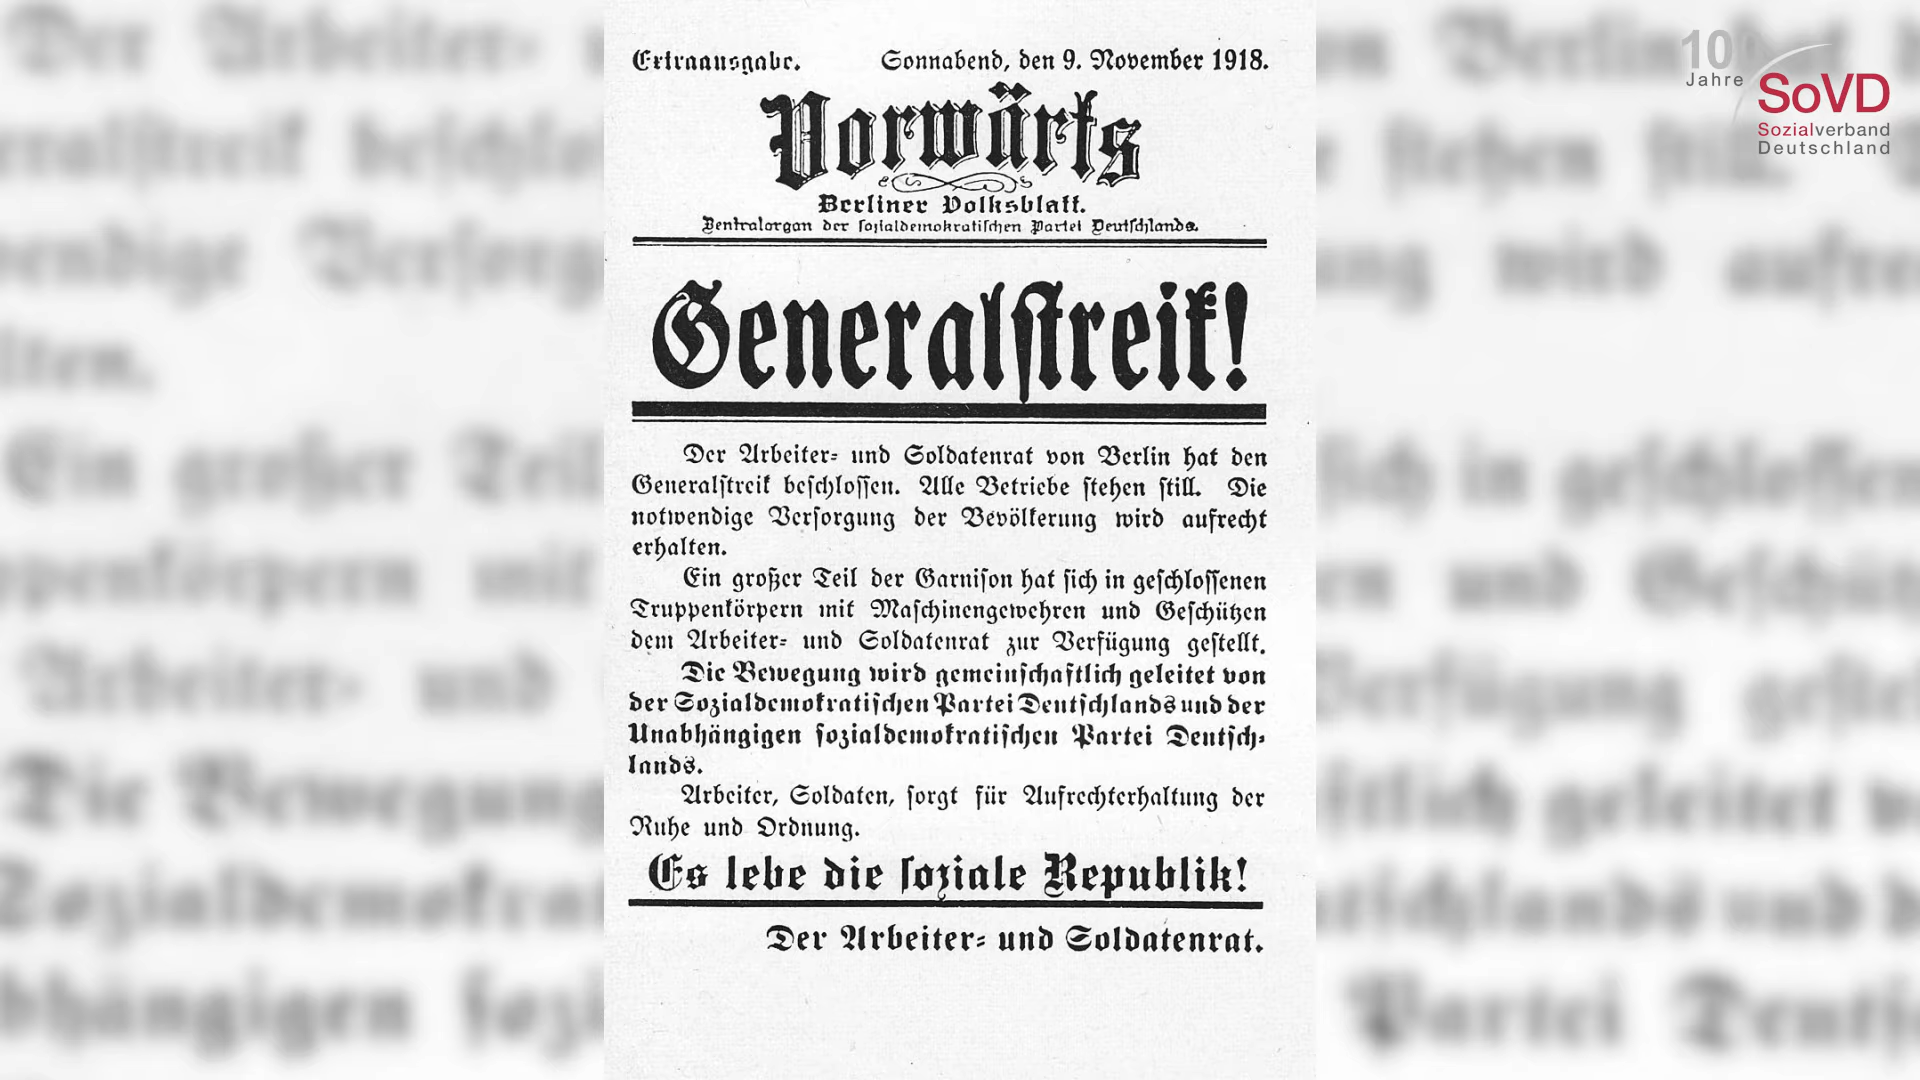 Extraausgabe. Sonnabend, den 9. November 1918.
Vorwärts
Berliner Volksblatt.
Zentralorgan der sozialdemokratischen Partei Deutschlands.
Generalstreik!
Der Arbeiter- und Soldatenrat von Berlin hat den
Generalstreik beschlossen. Alle Betriebe stehen still. Die
notwendige Versorgung der Bevölkerung wird aufrecht
erhalten.
Ein großer Teil der Garnison hat sich in geschlossenen
Truppenkörpern mit Maschinengewehren und Geschützen
dem Arbeiter- und Soldatenrat zur Verfügung gestellt.
Die Bewegung wird gemeinschaftlich geleitet von
der Sozialdemokratischen Partei Deutschlands und der
Unabhängigen sozialdemokratischen Partei Deutsch-
lands.
Arbeiter, Soldaten, sorgt für Aufrechterhaltung der
Ruhe und Ordnung.
Es lebe die soziale Republik!
Der Arbeiter- und Soldatenrat.
100
Jahre
SoVD
Sozialverband
Deutschland